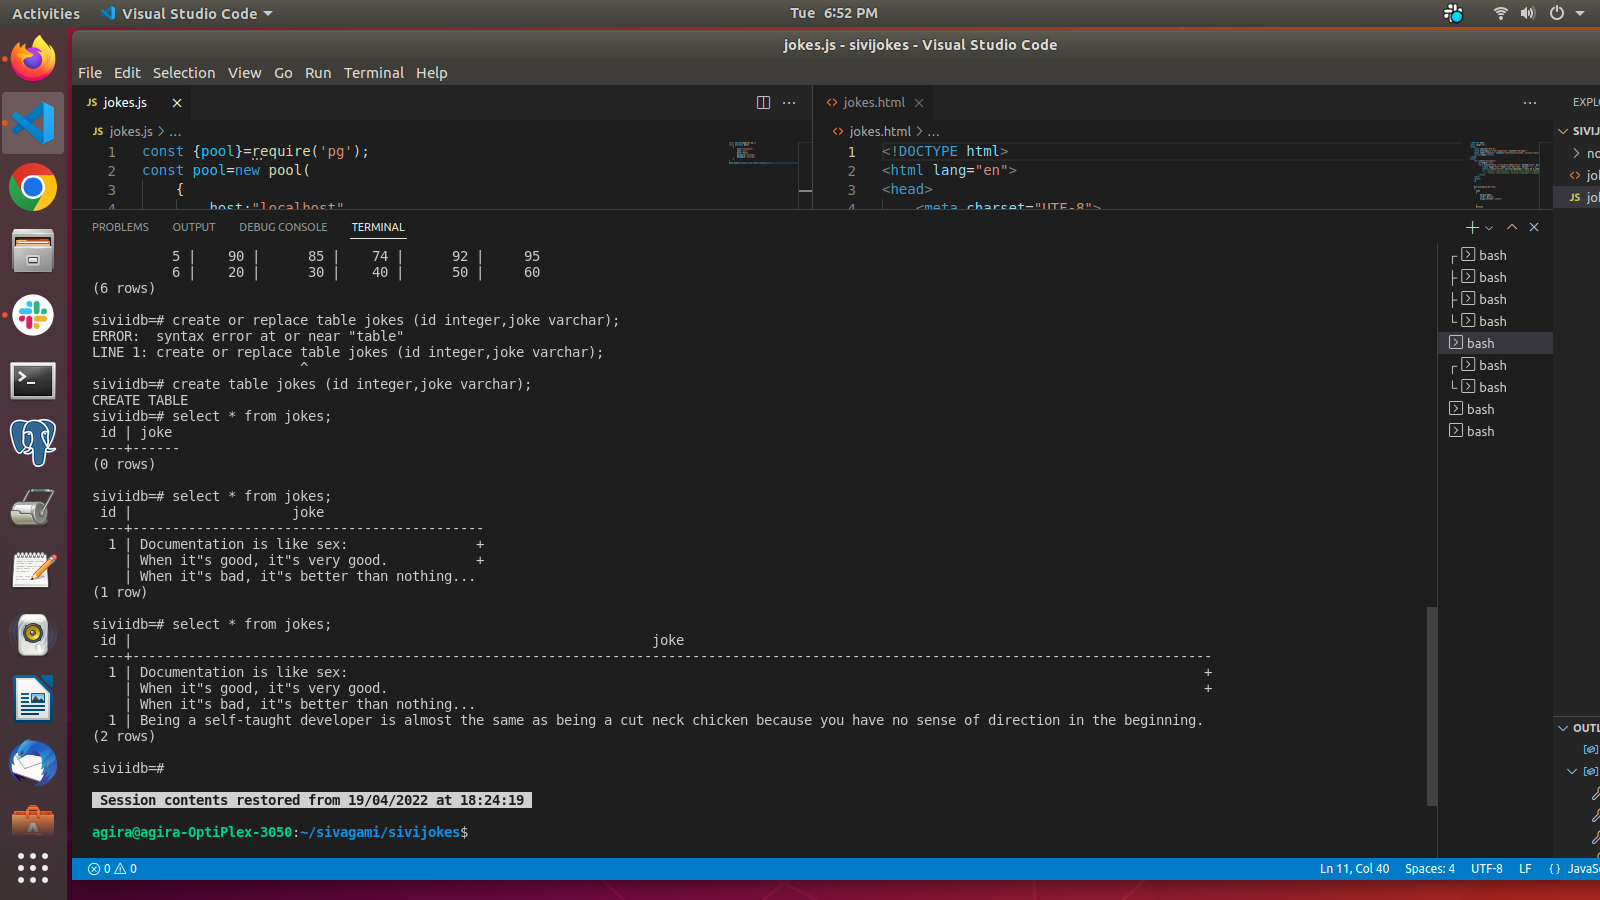 Activities Visual Studio Code Tue 6:52 PM
jokes.js - sivijokes - Visual Studio Code
File Edit Selection View Go Run Terminal Help
JS jokes.js
JS jokes.js > ...
1 const {pool}=require('pg');
2 const pool=new pool(
3 {
4 host:"localhost"
jokes.html
jokes.html > ...
1 <!DOCTYPE html>
2 <html lang="en">
3 <head>
4 <meta charset="UTF-8">
EXPLO
SIVIJ
no
jol
JS jol
PROBLEMS OUTPUT DEBUG CONSOLE TERMINAL
5 | 90 | 85 | 74 | 92 | 95
6 | 20 | 30 | 40 | 50 | 60
(6 rows)
siviidb=# create or replace table jokes (id integer,joke varchar);
ERROR:  syntax error at or near "table"
LINE 1: create or replace table jokes (id integer,joke varchar);
^
siviidb=# create table jokes (id integer,joke varchar);
CREATE TABLE
siviidb=# select * from jokes;
id | joke
----+------
(0 rows)
siviidb=# select * from jokes;
id | joke
----+--------------------------------------------
1 | Documentation is like sex: +
| When it"s good, it"s very good. +
| When it"s bad, it"s better than nothing...
(1 row)
siviidb=# select * from jokes;
id | joke
----+---------------------------------------------------------------------------------------------------------------------------------------
1 | Documentation is like sex: +
| When it"s good, it"s very good. +
| When it"s bad, it"s better than nothing...
1 | Being a self-taught developer is almost the same as being a cut neck chicken because you have no sense of direction in the beginning.
(2 rows)
siviidb=#
Session contents restored from 19/04/2022 at 18:24:19
agira@agira-OptiPlex-3050:~/sivagami/sivijokes$
bash
bash
bash
bash
bash
bash
bash
bash
bash
OUTL
0 0 Ln 11, Col 40 Spaces: 4 UTF-8 LF {} JavaSc